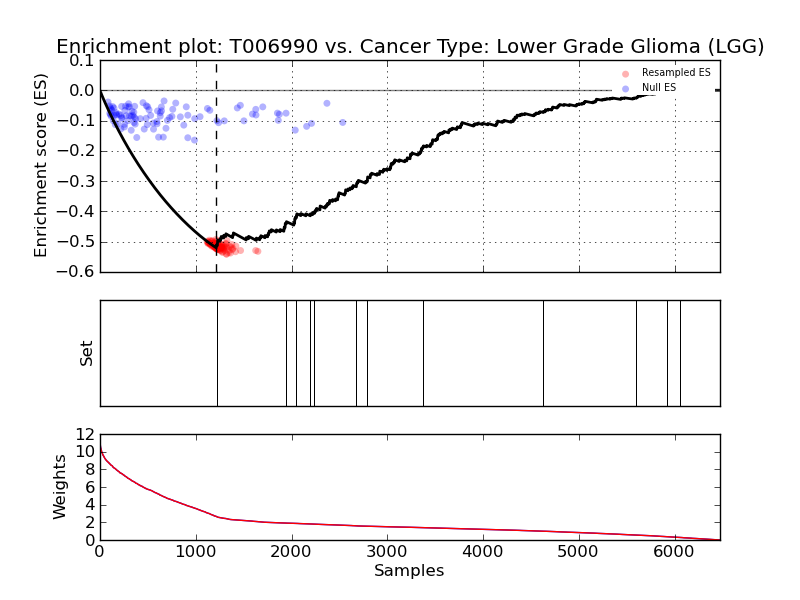 Enrichment plot: T006990 vs. Cancer Type: Lower Grade Glioma (LGG)
Enrichment score (ES)
0.1
0.0
−0.1
−0.2
−0.3
−0.4
−0.5
−0.6
Resampled ES
Null ES
Set
Weights
12
10
8
6
4
2
0
0 1000 2000 3000 4000 5000 6000
Samples